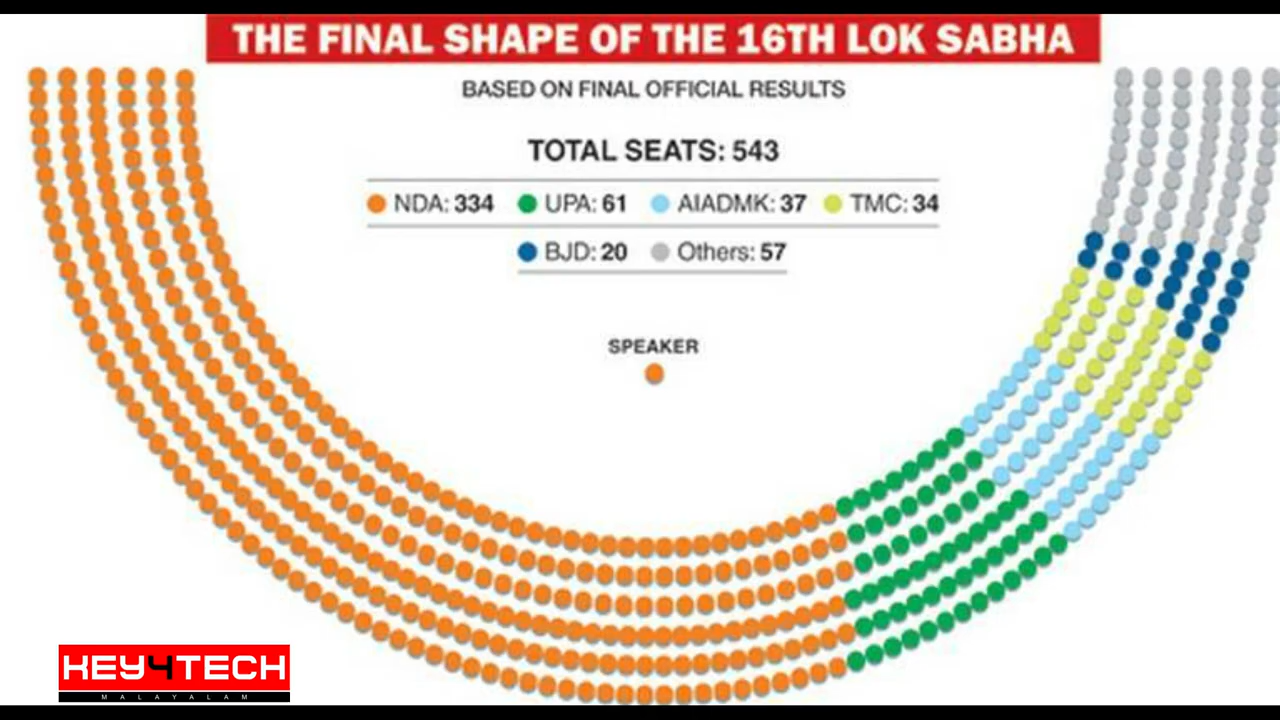 THE FINAL SHAPE OF THE 16TH LOK SABHA
BASED ON FINAL OFFICIAL RESULTS
TOTAL SEATS: 543
NDA: 334 UPA: 61 AIADMK: 37 TMC: 34
BJD: 20 Others: 57
SPEAKER
KEY4TECH
MALAYALAM